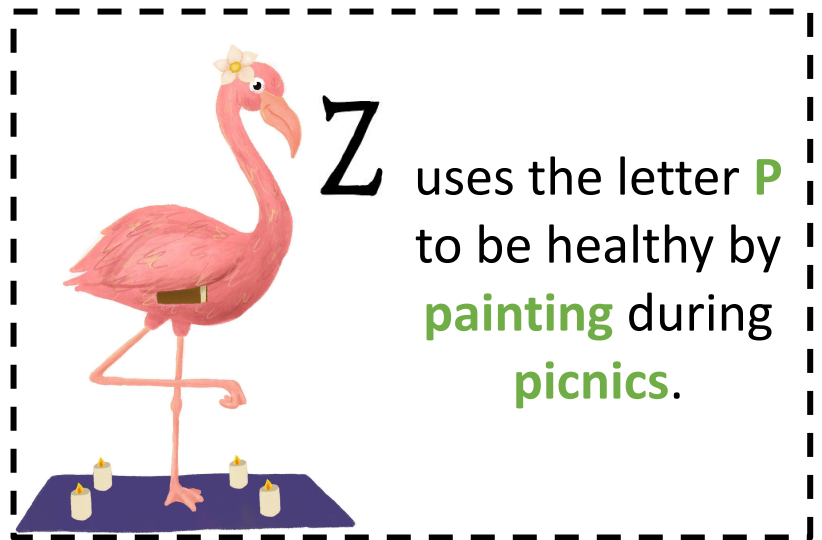 Z uses the letter P
to be healthy by
painting during
picnics.